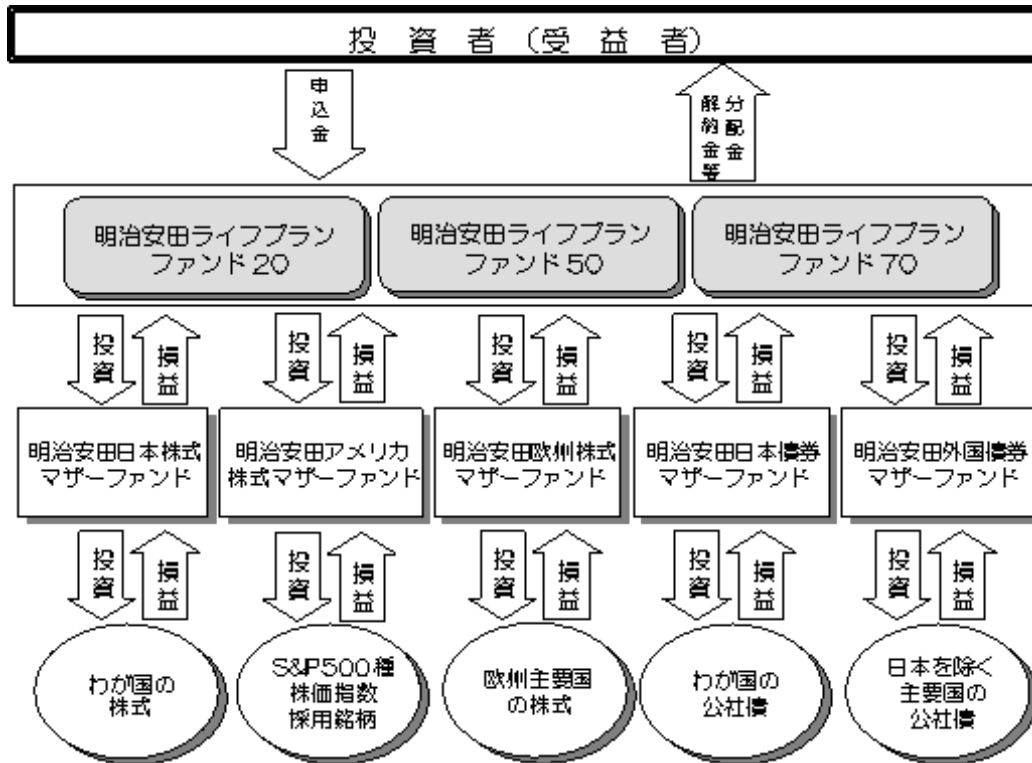 投資者（受益者）
申込金
分配金
解約金等
明治安田ライフプラン
ファンド20
明治安田ライフプラン
ファンド50
明治安田ライフプラン
ファンド70
投資
損益
投資
損益
投資
損益
投資
損益
投資
損益
明治安田日本株式
マザーファンド
明治安田アメリカ
株式マザーファンド
明治安田欧州株式
マザーファンド
明治安田日本債券
マザーファンド
明治安田外国債券
マザーファンド
投資
損益
投資
損益
投資
損益
投資
損益
投資
損益
わが国の
株式
S&P500種
株価指数
採用銘柄
欧州主要国
の株式
わが国の
公社債
日本を除く
主要国の
公社債